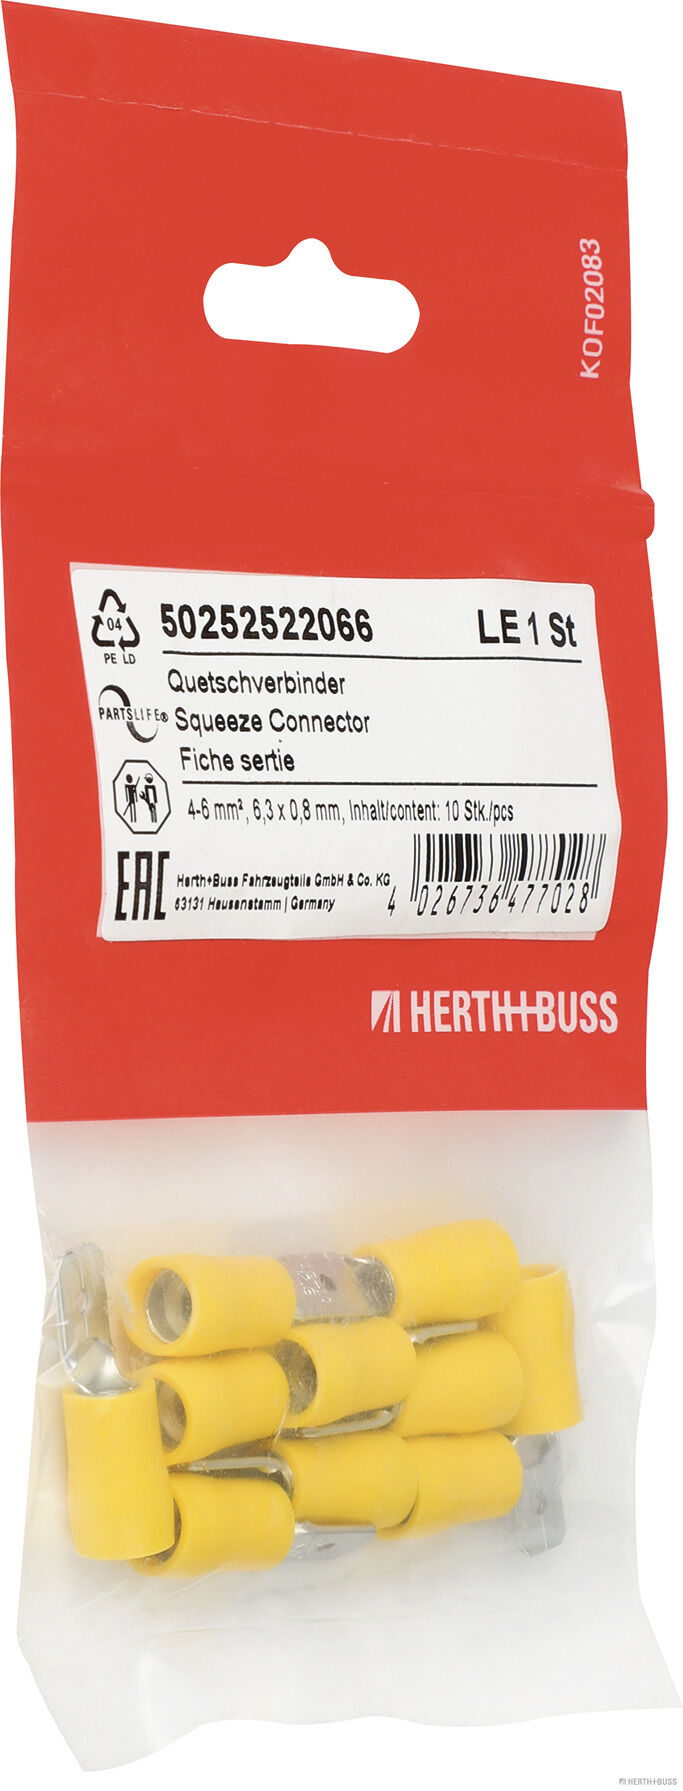 KOF02083
04
PE LD
50252522066
LE 1 St
Quetschverbinder
PARTSLIFE®
Squeeze Connector
Fiche sertie
4-6 mm², 6,3 x 0,8 mm, Inhalt/content: 10 Stk./pcs
EAC
Herth+Buss Fahrzeugteile GmbH & Co. KG
63131 Heusenstamm | Germany
4 026736 477028
HERTH+BUSS
HERTH+BUSS